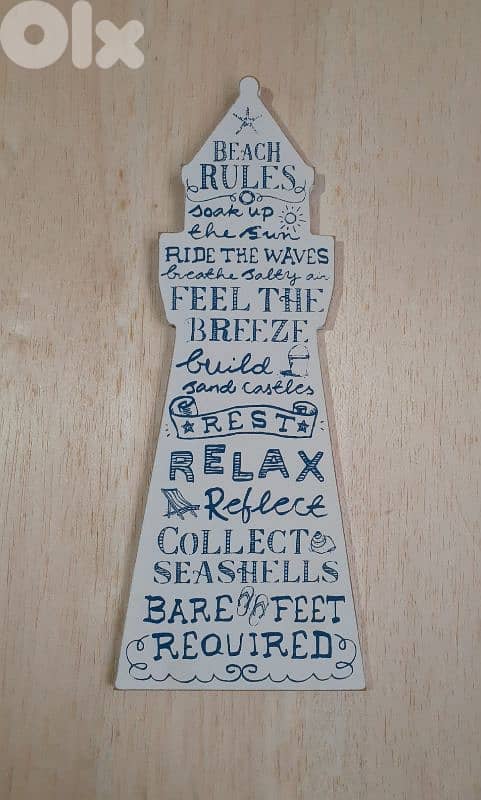 OLX
BEACH
RULES
soak up
the sun
RIDE THE WAVES
breathe salty air
FEEL THE
BREEZE
build
sand castles
REST
RELAX
Reflect
COLLECT
SEASHELLS
BARE FEET
REQUIRED